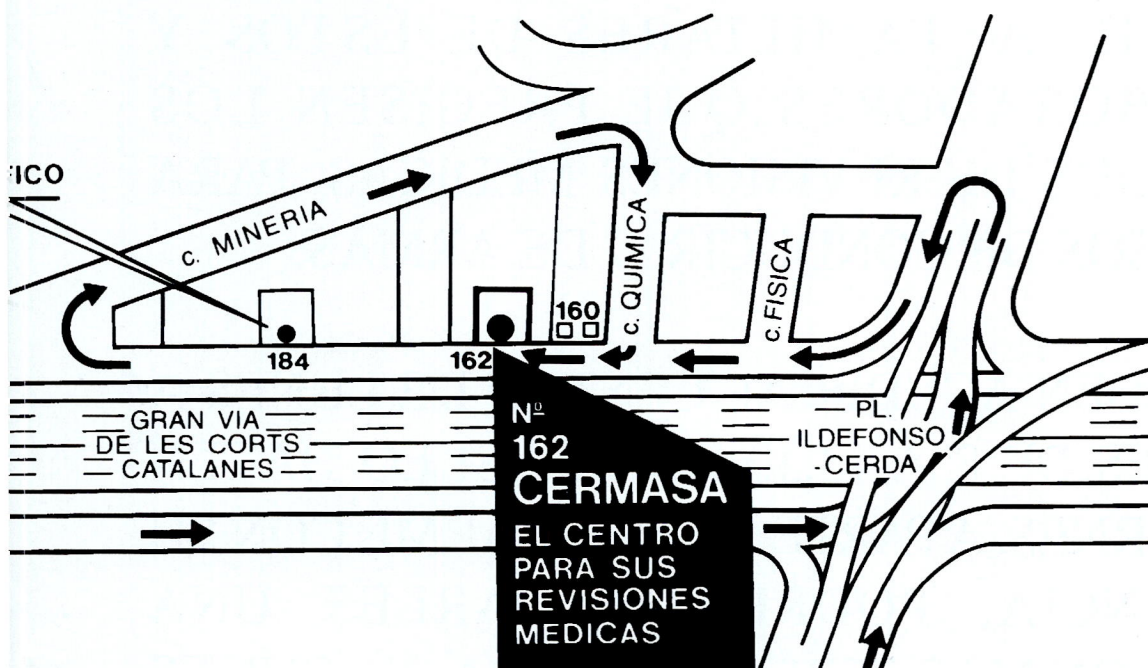 FICO
c. MINERIA
c. QUIMICA
c. FISICA
160
184
162
GRAN VIA
DE LES CORTS
CATALANES
PL.
ILDEFONSO
-CERDA
Nº
162
CERMASA
EL CENTRO
PARA SUS
REVISIONES
MEDICAS